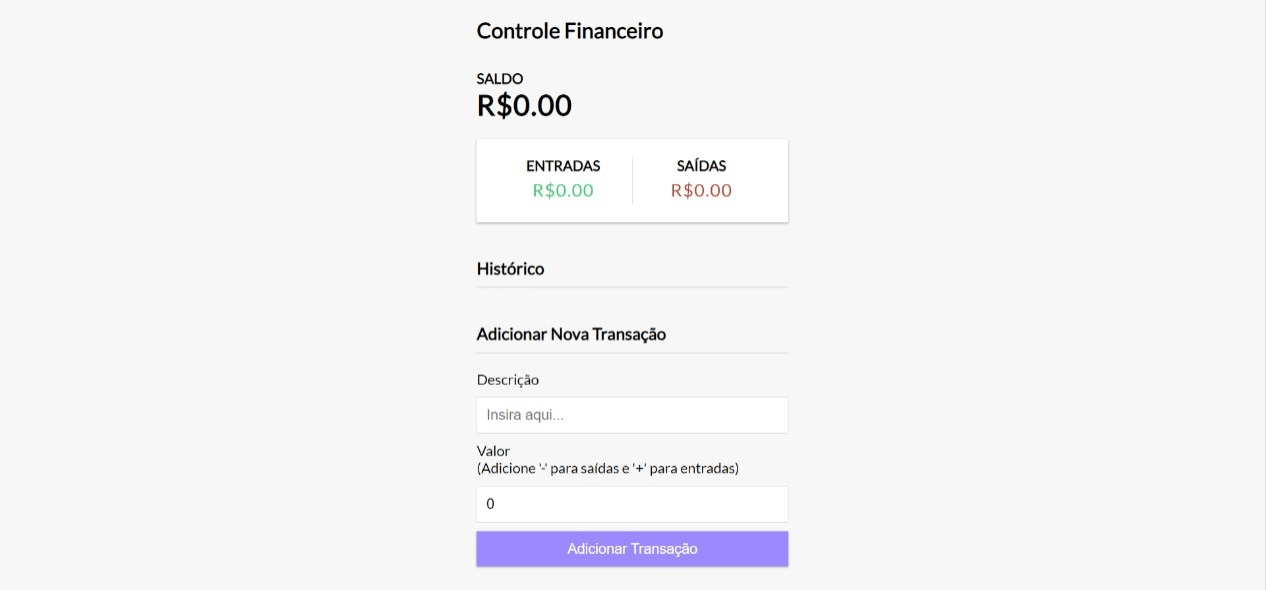 Controle Financeiro
SALDO
R$0.00
ENTRADAS
R$0.00
SAÍDAS
R$0.00
Histórico
Adicionar Nova Transação
Descrição
Insira aqui...
Valor
(Adicione '-' para saídas e '+' para entradas)
0
Adicionar Transação